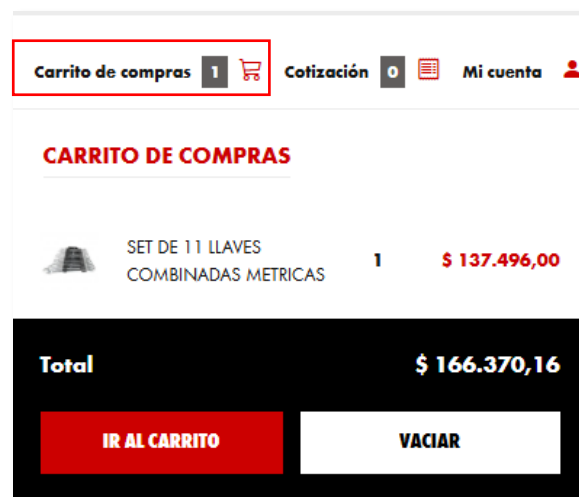 Carrito de compras 1 Cotización 0 Mi cuenta
CARRITO DE COMPRAS
SET DE 11 LLAVES
COMBINADAS METRICAS 1 $ 137.496,00
Total $ 166.370,16
IR AL CARRITO VACIAR